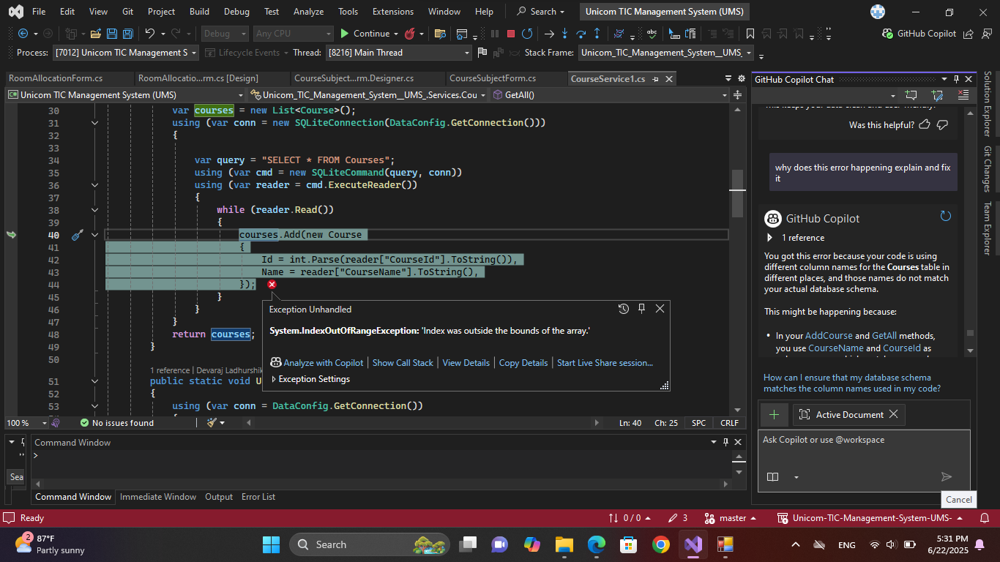 File Edit View Git Project Build Debug Test Analyze Tools Extensions Window Help Search Unicom TIC Management System (UMS)
Debug Any CPU Continue GitHub Copilot
Process: [7012] Unicom TIC Management S Lifecycle Events Thread: [8216] Main Thread Stack Frame: Unicom_TIC_Management_System__UMS_
RoomAllocationForm.cs RoomAllocatio...rm.cs [Design] CourseSubject...rm.Designer.cs CourseSubjectForm.cs CourseService1.cs
Unicom TIC Management System (UMS) Unicom_TIC_Management_System__UMS_.Services.Cou GetAll()
30 var courses = new List<Course>();
31 using (var conn = new SQLiteConnection(DataConfig.GetConnection()))
32 {
33
34 var query = "SELECT * FROM Courses";
35 using (var cmd = new SQLiteCommand(query, conn))
36 using (var reader = cmd.ExecuteReader())
37 {
38 while (reader.Read())
39 {
40 courses.Add(new Course
41 {
42 Id = int.Parse(reader["CourseId"].ToString()),
43 Name = reader["CourseName"].ToString(),
44 });
45 }
46 }
47 }
48 return courses;
49 }
50
1 reference | Devaraj Ladhurshik
51 public static void U
52 {
53 using (var conn = DataConfig.GetConnection())
Exception Unhandled
System.IndexOutOfRangeException: 'Index was outside the bounds of the array.'
Analyze with Copilot | Show Call Stack | View Details | Copy Details | Start Live Share session...
Exception Settings
100 % No issues found Ln: 40 Ch: 25 SPC CRLF
Command Window
>
Sea
Command Window Immediate Window Output Error List
GitHub Copilot Chat
Was this helpful?
why does this error happening explain and fix
it
GitHub Copilot
1 reference
You got this error because your code is using
different column names for the Courses table in
different places, and those names do not match
your actual database schema.
This might be happening because:
• In your AddCourse and GetAll methods,
you use CourseName and CourseId as
How can I ensure that my database schema
matches the column names used in my code?
Active Document
Ask Copilot or use @workspace
Cancel
Solution Explorer
Git Changes
Team Explorer
Ready 0 / 0 3 master Unicom-TIC-Management-System-UMS-
2
87°F
Partly sunny
Search
ENG
5:31 PM
6/22/2025